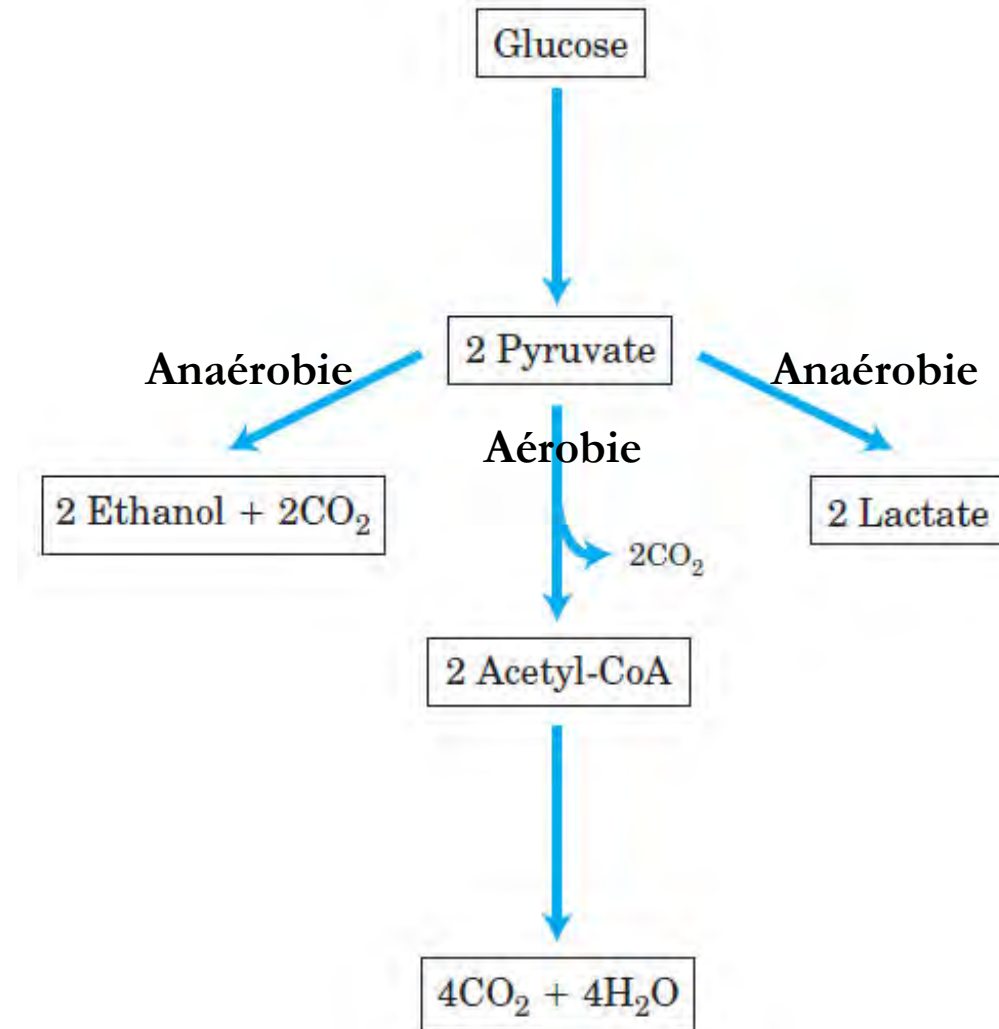 Glucose
2 Pyruvate
Anaérobie
Anaérobie
Aérobie
2 Ethanol + 2CO₂
2 Lactate
2CO₂
2 Acetyl-CoA
4CO₂ + 4H₂O